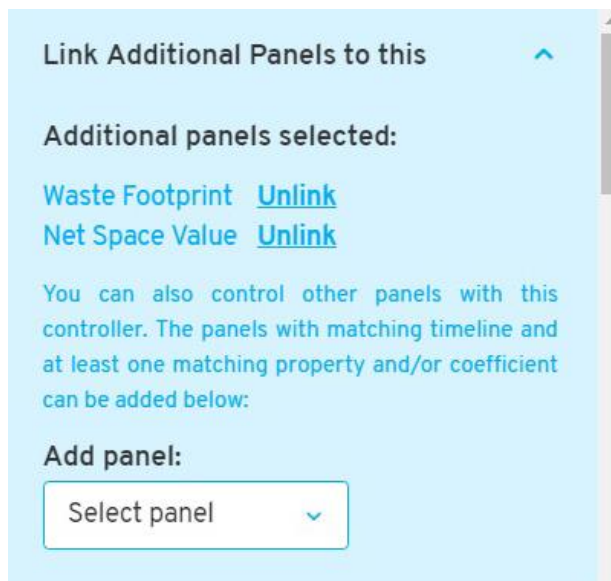 Link Additional Panels to this
Additional panels selected:
Waste Footprint Unlink
Net Space Value Unlink
You can also control other panels with this
controller. The panels with matching timeline and
at least one matching property and/or coefficient
can be added below:
Add panel:
Select panel